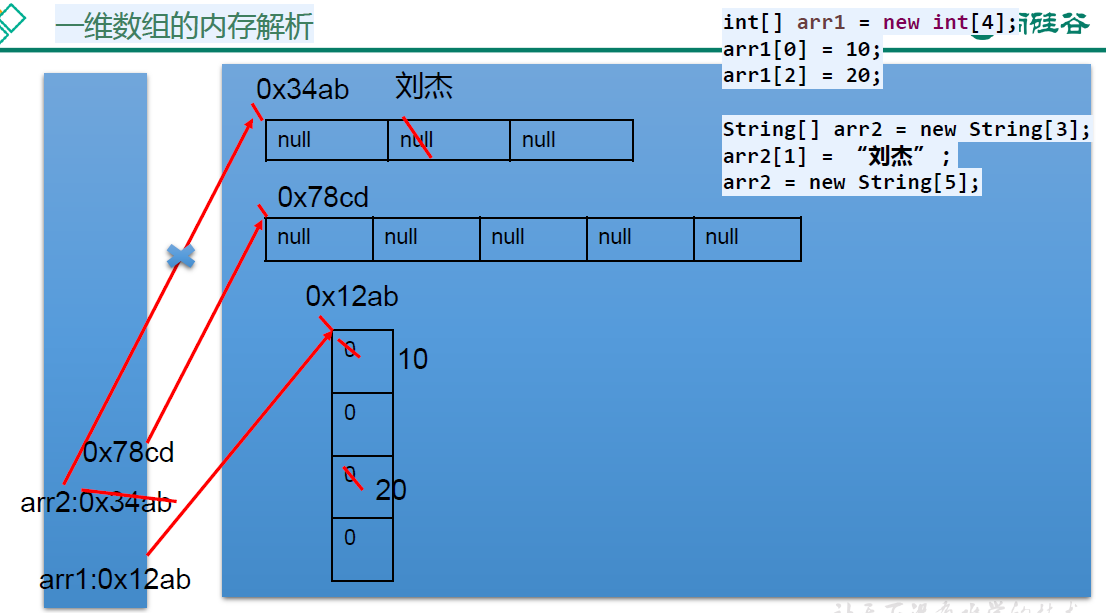 一维数组的内存解析
硅谷
int[] arr1 = new int[4];
arr1[0] = 10;
arr1[2] = 20;
String[] arr2 = new String[3];
arr2[1] = “刘杰” ;
arr2 = new String[5];
0x34ab 刘杰
null null null
0x78cd
null null null null null
0x12ab
0 10
0
0 20
0
0x78cd
arr2:0x34ab
arr1:0x12ab